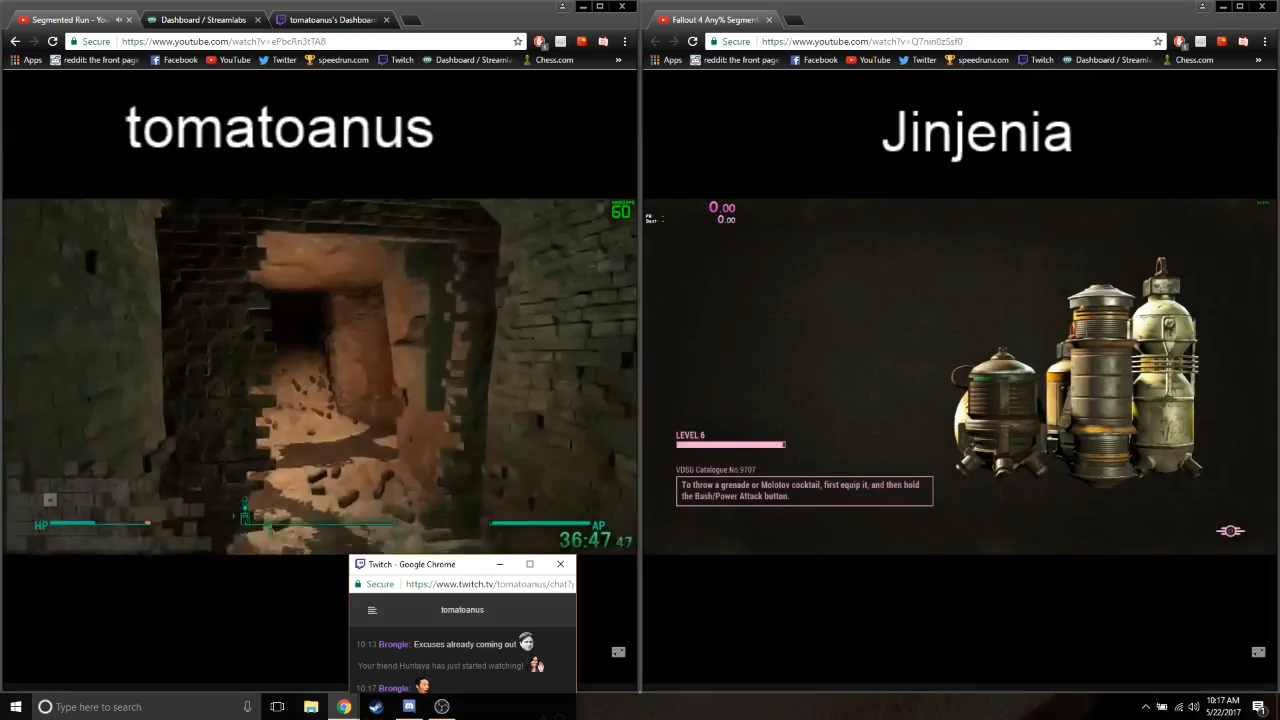 Segmented Run - You
Dashboard / Streamlabs
tomatoanus's Dashboard
Fallout 4 Any% Segment
Secure https://www.youtube.com/watch?v=ePbcRn3tTA8
Secure https://www.youtube.com/watch?v=Q7nin0zSsf0
Apps reddit: the front page Facebook YouTube Twitter speedrun.com Twitch Dashboard / Streamla Chess.com »
Apps reddit: the front page Facebook YouTube Twitter speedrun.com Twitch Dashboard / Streamla Chess.com »
tomatoanus
Jinjenia
60
0.00
0.00
LEVEL 6
VDSG Catalogue No.9707
To throw a grenade or Molotov cocktail, first equip it, and then hold
the Bash/Power Attack button.
HP
AP
36:47 47
Twitch - Google Chrome
Secure https://www.twitch.tv/tomatoanus/chat?p
tomatoanus
10:13 Brongle: Excuses already coming out
Your friend Huntava has just started watching!
10:17 Brongle:
Type here to search
10:17 AM
5/22/2017